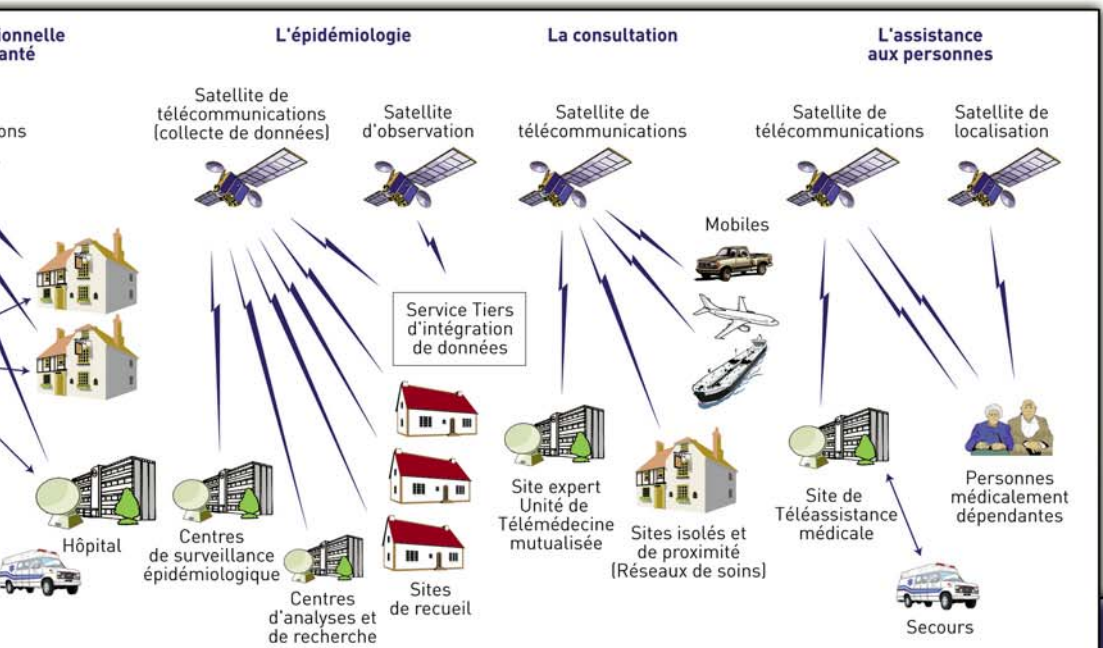 ionnelle
anté
ons
Hôpital
L'épidémiologie
Satellite de
télécommunications
(collecte de données)
Satellite
d'observation
Service Tiers
d'intégration
de données
Centres
de surveillance
épidémiologique
Centres
d'analyses et
de recherche
Sites
de recueil
La consultation
Satellite de
télécommunications
Mobiles
Site expert
Unité de
Télémédecine
mutualisée
Sites isolés et
de proximité
(Réseaux de soins)
L'assistance
aux personnes
Satellite de
télécommunications
Satellite de
localisation
Site de
Téléassistance
médicale
Personnes
médicalement
dépendantes
Secours